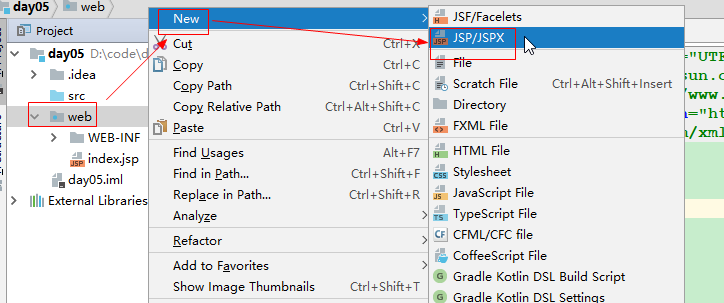 day05
web
Project
day05 D:\code\d
.idea
src
web
WEB-INF
index.jsp
day05.iml
External Libraries
New
Cut Ctrl+X
Copy Ctrl+C
Copy Path Ctrl+Shift+C
Copy Relative Path Ctrl+Alt+Shift+C
Paste Ctrl+V
Find Usages Alt+F7
Find in Path... Ctrl+Shift+F
Replace in Path... Ctrl+Shift+R
Analyze
Refactor
Add to Favorites
Show Image Thumbnails Ctrl+Shift+T
JSF/Facelets
JSP/JSPX
File
Scratch File Ctrl+Alt+Shift+Insert
Directory
FXML File
HTML File
Stylesheet
JavaScript File
TypeScript File
CFML/CFC file
CoffeeScript File
Gradle Kotlin DSL Build Script
Gradle Kotlin DSL Settings
="UTE
sun.c
/www.
n="ht
/xml